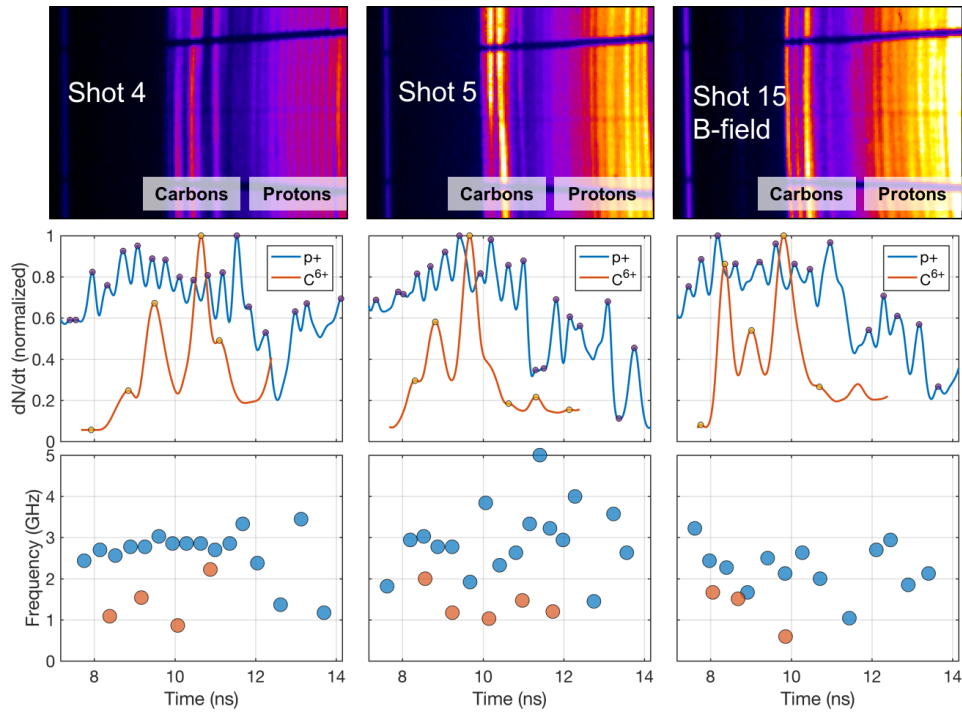 Shot 4
Carbons Protons
Shot 5
Carbons Protons
Shot 15
B-field
Carbons Protons
dN/dt (normalized)
1
0.8
0.6
0.4
0.2
0
p+
C6+
p+
C6+
p+
C6+
Frequency (GHz)
5
4
3
2
1
0
8 10 12 14
Time (ns)
8 10 12 14
Time (ns)
8 10 12 14
Time (ns)